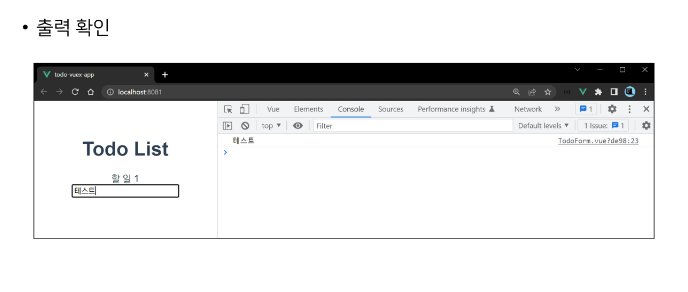 • 출력 확인
todo-vuex-app
localhost:8081
Vue Elements Console Sources Performance insights Network » 1
top ▼ Filter Default levels ▼ 1 Issue: 1
테스트 TodoForm.vue?de98:23
Todo List
할 일 1
테스트